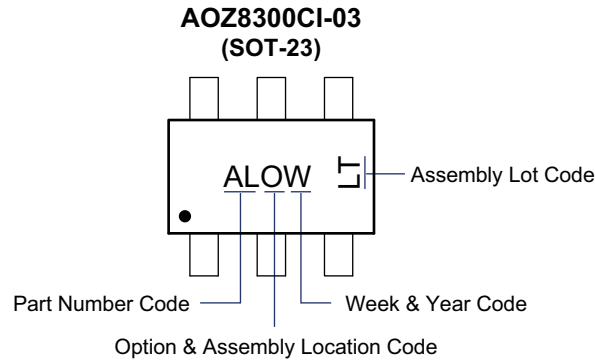 AOZ8300CI-03
(SOT-23)
ALOW
LT
Assembly Lot Code
Part Number Code
Week & Year Code
Option & Assembly Location Code